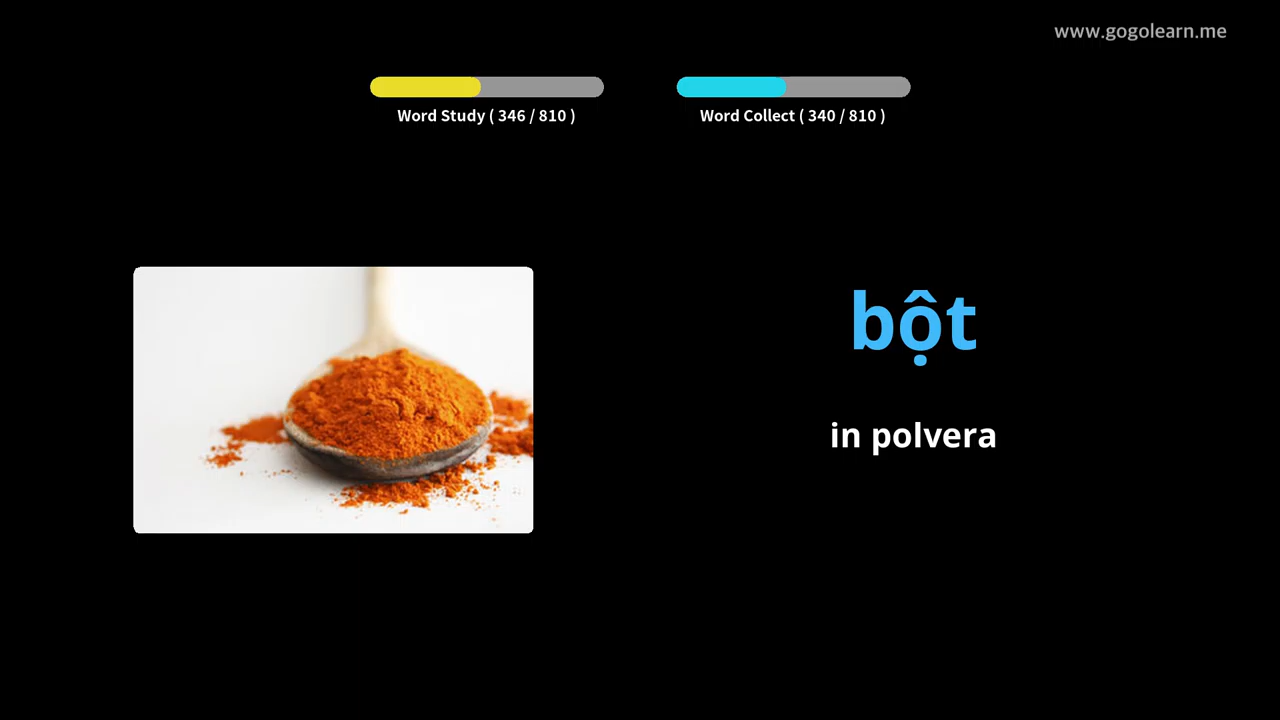 www.gogolearn.me
Word Study ( 346 / 810 )
Word Collect ( 340 / 810 )
bột
in polvera